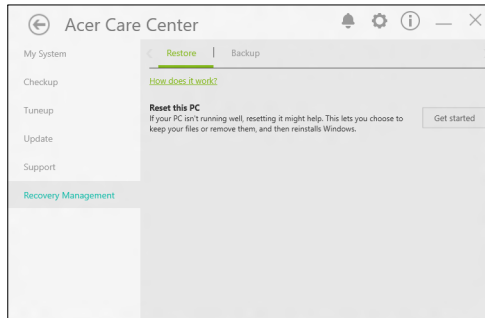 Acer Care Center
My System
Checkup
Tuneup
Update
Support
Recovery Management
Restore
Backup
How does it work?
Reset this PC
If your PC isn't running well, resetting it might help. This lets you choose to
keep your files or remove them, and then reinstalls Windows.
Get started